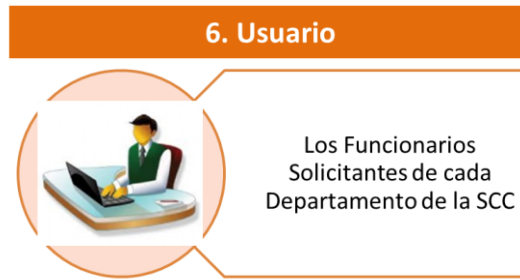 6. Usuario
Los Funcionarios
Solicitantes de cada
Departamento de la SCC